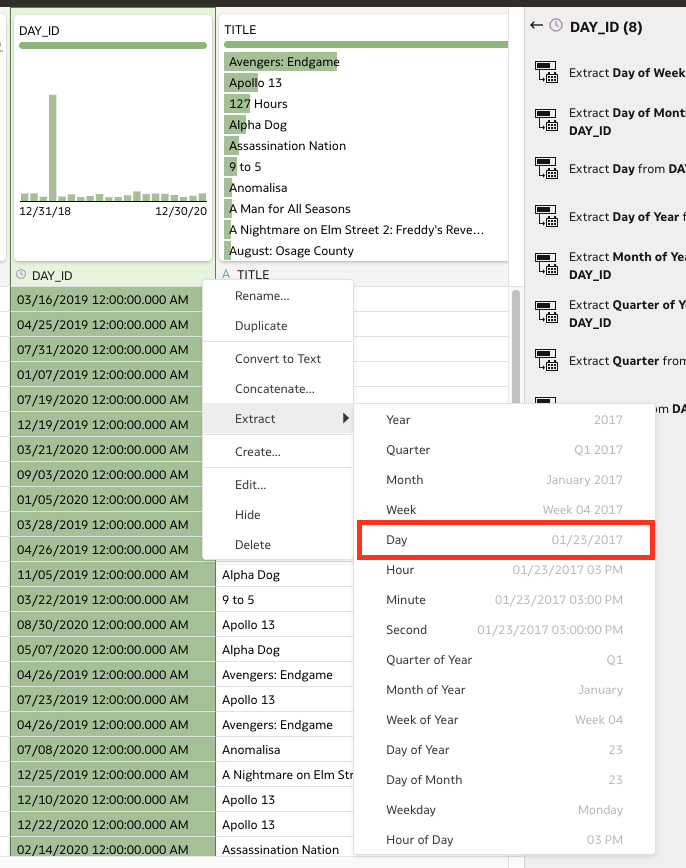 DAY_ID
12/31/18 12/30/20
TITLE
Avengers: Endgame
Apollo 13
127 Hours
Alpha Dog
Assassination Nation
9 to 5
Anomalisa
A Man for All Seasons
A Nightmare on Elm Street 2: Freddy's Reve...
August: Osage County
DAY_ID
A TITLE
03/16/2019 12:00:00.000 AM
04/25/2019 12:00:00.000 AM
07/31/2020 12:00:00.000 AM
01/07/2019 12:00:00.000 AM
07/19/2020 12:00:00.000 AM
12/19/2019 12:00:00.000 AM
03/21/2020 12:00:00.000 AM
09/03/2020 12:00:00.000 AM
01/05/2020 12:00:00.000 AM
03/28/2019 12:00:00.000 AM
04/26/2019 12:00:00.000 AM
11/05/2019 12:00:00.000 AM Alpha Dog
03/22/2019 12:00:00.000 AM 9 to 5
08/30/2020 12:00:00.000 AM Apollo 13
05/07/2020 12:00:00.000 AM Alpha Dog
04/26/2019 12:00:00.000 AM Avengers: Endgame
07/23/2019 12:00:00.000 AM Apollo 13
04/26/2019 12:00:00.000 AM Avengers: Endgame
07/08/2020 12:00:00.000 AM Anomalisa
12/25/2019 12:00:00.000 AM A Nightmare on Elm Str
12/10/2020 12:00:00.000 AM Apollo 13
12/22/2020 12:00:00.000 AM Apollo 13
02/14/2020 12:00:00.000 AM Assassination Nation
Rename...
Duplicate
Convert to Text
Concatenate...
Extract
Create...
Edit...
Hide
Delete
Year 2017
Quarter Q1 2017
Month January 2017
Week Week 04 2017
Day 01/23/2017
Hour 01/23/2017 03 PM
Minute 01/23/2017 03:00 PM
Second 01/23/2017 03:00:00 PM
Quarter of Year Q1
Month of Year January
Week of Year Week 04
Day of Year 23
Day of Month 23
Weekday Monday
Hour of Day 03 PM
DAY_ID (8)
Extract Day of Week
Extract Day of Mont
DAY_ID
Extract Day from DAY
Extract Day of Year f
Extract Month of Yea
DAY_ID
Extract Quarter of Y
DAY_ID
Extract Quarter from
om DA